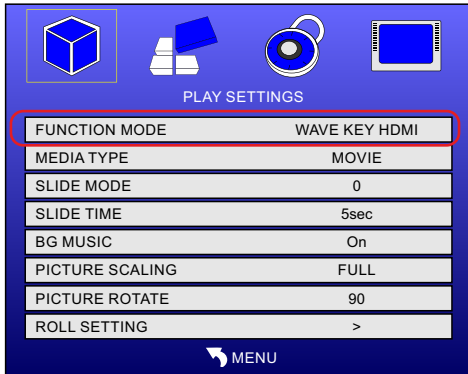 PLAY SETTINGS
FUNCTION MODE WAVE KEY HDMI
MEDIA TYPE MOVIE
SLIDE MODE 0
SLIDE TIME 5sec
BG MUSIC On
PICTURE SCALING FULL
PICTURE ROTATE 90
ROLL SETTING >
MENU